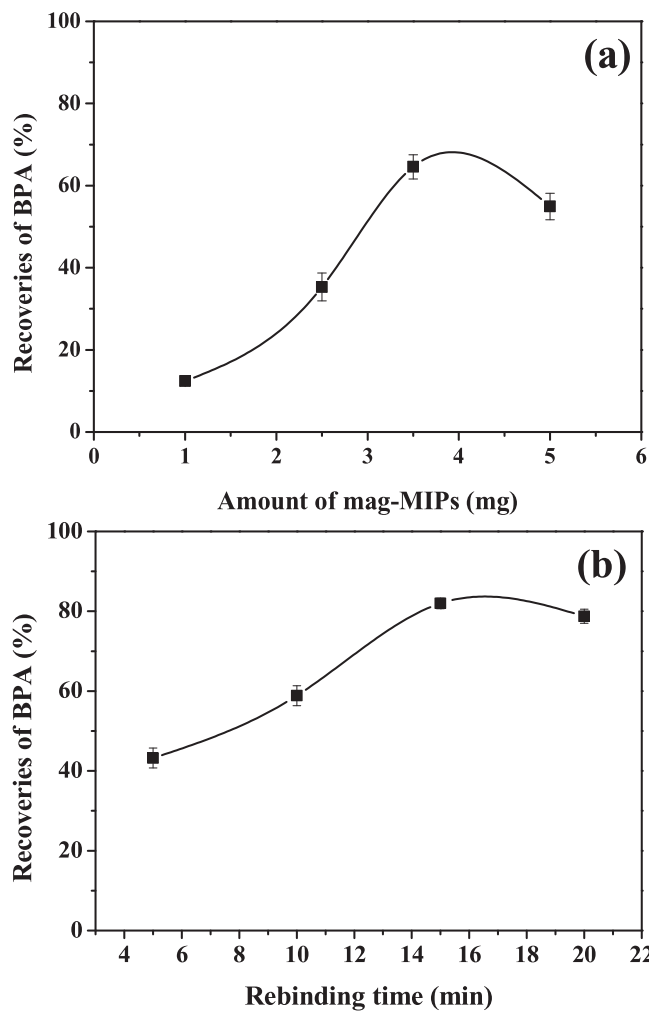 100
80
60
40
20
0
Recoveries of BPA (%)
(a)
0 1 2 3 4 5 6
Amount of mag-MIPs (mg)
100
80
60
40
20
0
Recoveries of BPA (%)
(b)
4 6 8 10 12 14 16 18 20 22
Rebinding time (min)